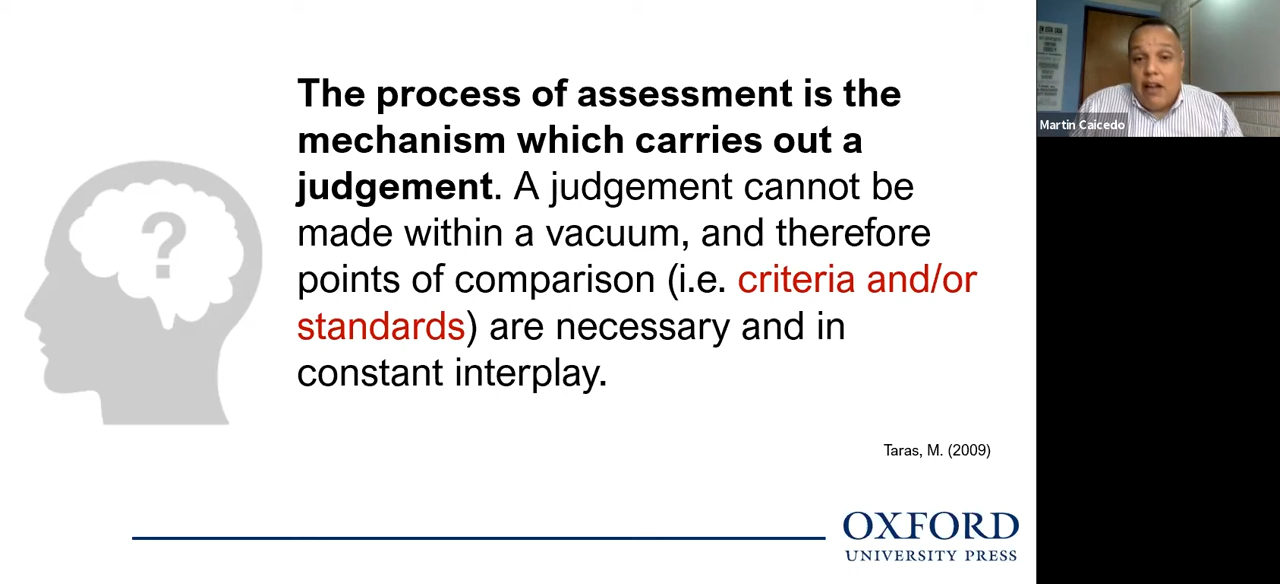 The process of assessment is the
mechanism which carries out a
judgement. A judgement cannot be
made within a vacuum, and therefore
points of comparison (i.e. criteria and/or
standards) are necessary and in
constant interplay.
?
Taras, M. (2009)
OXFORD
UNIVERSITY PRESS
Martin Caicedo